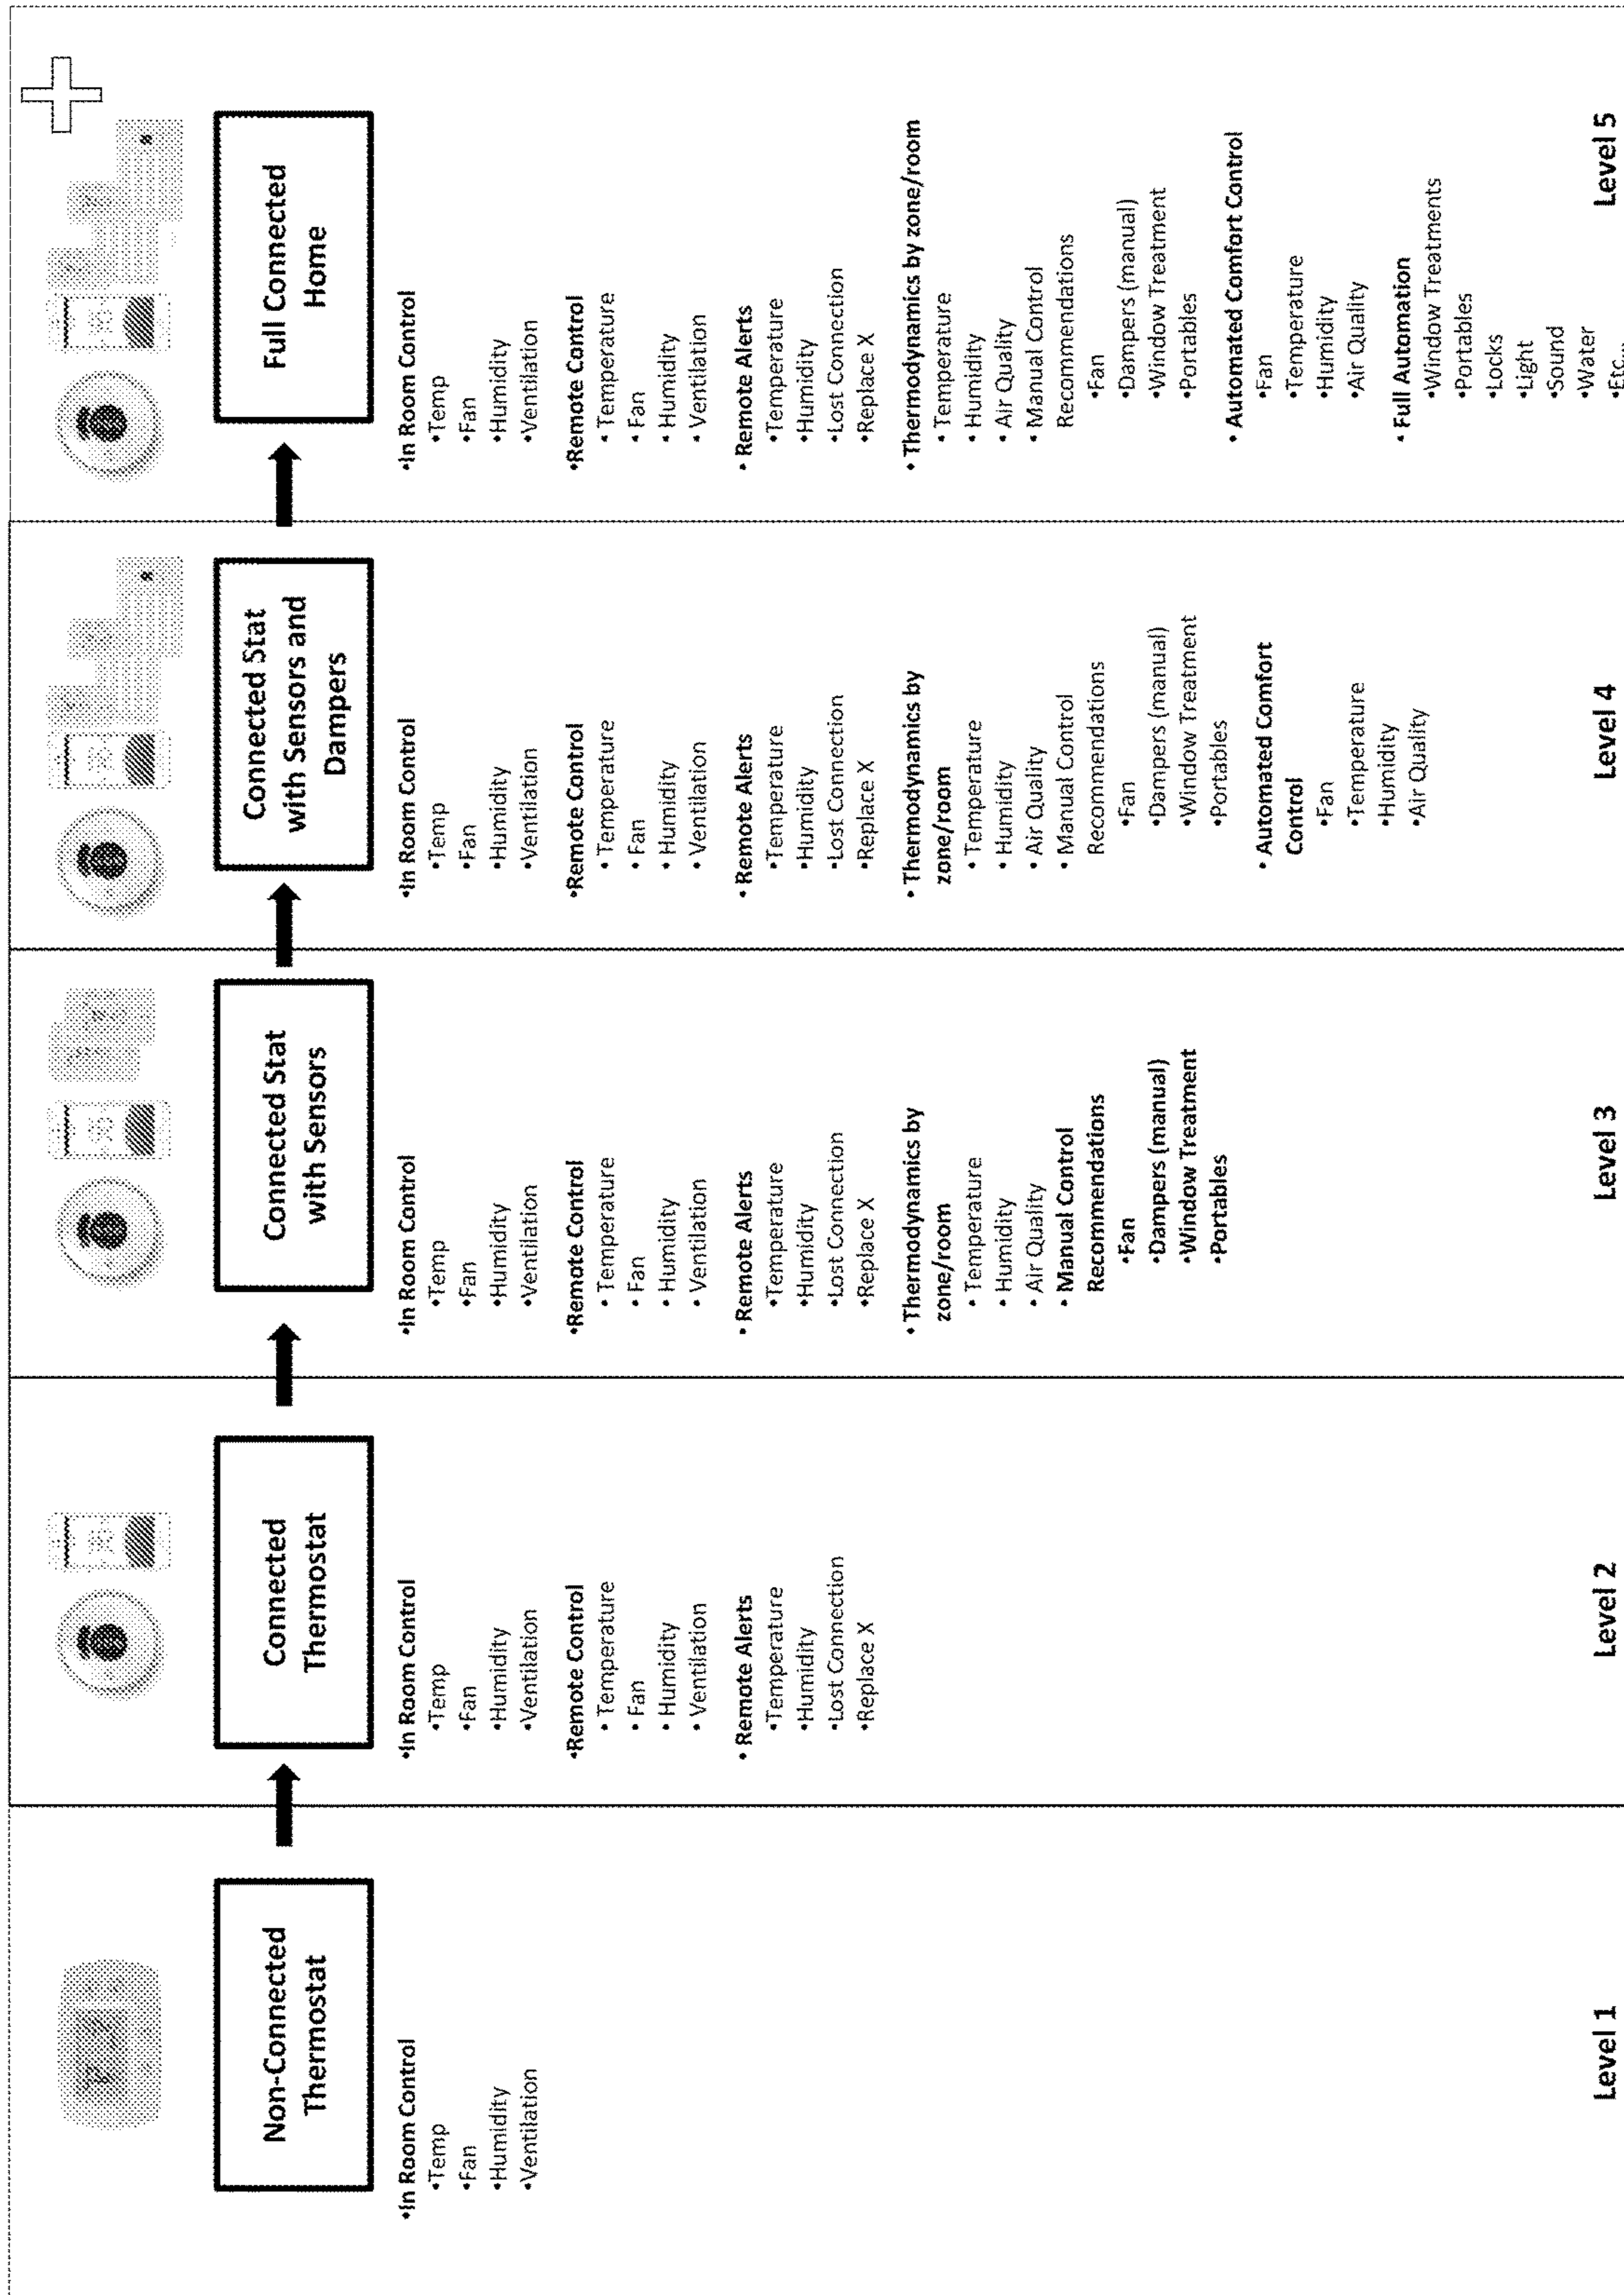 Non-Connected
Thermostat
•In Room Control
•Temp
•Fan
•Humidity
•Ventilation
Level 1
Connected
Thermostat
•In Room Control
•Temp
•Fan
•Humidity
•Ventilation
•Remote Control
• Temperature
• Fan
• Humidity
• Ventilation
• Remote Alerts
•Temperature
•Humidity
•Lost Connection
•Replace X
Level 2
Connected Stat
with Sensors
•In Room Control
•Temp
•Fan
•Humidity
•Ventilation
•Remote Control
• Temperature
• Fan
• Humidity
• Ventilation
• Remote Alerts
•Temperature
•Humidity
•Lost Connection
•Replace X
• Thermodynamics by
zone/room
• Temperature
• Humidity
• Air Quality
• Manual Control
Recommendations
•Fan
•Dampers (manual)
•Window Treatment
•Portables
Level 3
Connected Stat
with Sensors and
Dampers
•In Room Control
•Temp
•Fan
•Humidity
•Ventilation
•Remote Control
• Temperature
• Fan
• Humidity
• Ventilation
• Remote Alerts
•Temperature
•Humidity
•Lost Connection
•Replace X
• Thermodynamics by
zone/room
• Temperature
• Humidity
• Air Quality
• Manual Control
Recommendations
•Fan
•Dampers (manual)
•Window Treatment
•Portables
• Automated Comfort
Control
•Fan
•Temperature
•Humidity
•Air Quality
Level 4
Full Connected
Home
•In Room Control
•Temp
•Fan
•Humidity
•Ventilation
•Remote Control
• Temperature
• Fan
• Humidity
• Ventilation
• Remote Alerts
•Temperature
•Humidity
•Lost Connection
•Replace X
• Thermodynamics by zone/room
• Temperature
• Humidity
• Air Quality
• Manual Control
Recommendations
•Fan
•Dampers (manual)
•Window Treatment
•Portables
• Automated Comfort Control
•Fan
•Temperature
•Humidity
•Air Quality
• Full Automation
•Window Treatments
•Portables
•Locks
•Light
•Sound
•Water
•Etc...
Level 5